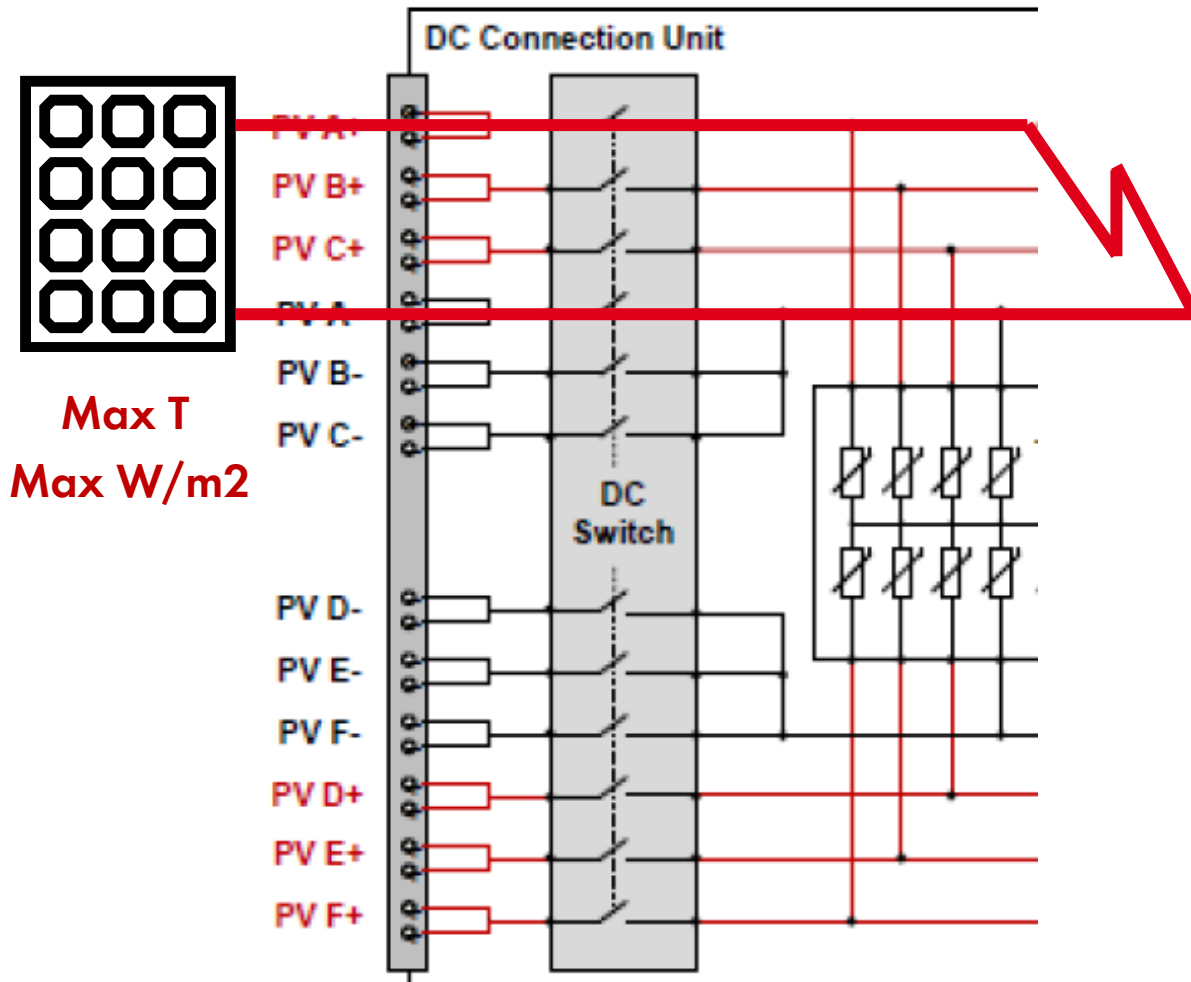 DC Connection Unit
PV A+
PV B+
PV C+
PV A-
PV B-
PV C-
Max T
Max W/m2
DC
Switch
PV D-
PV E-
PV F-
PV D+
PV E+
PV F+